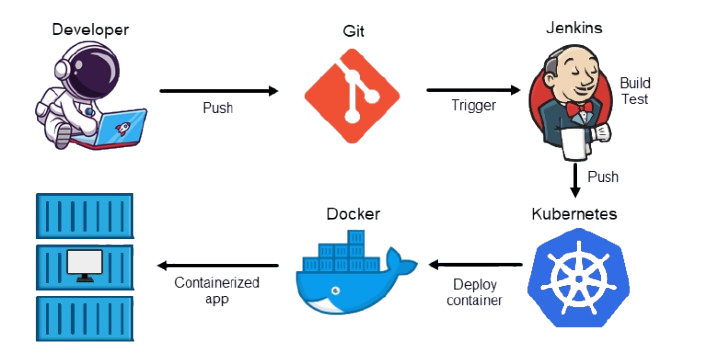 Developer
Git
Jenkins
Push
Trigger
Build
Test
Push
Docker
Kubernetes
Containerized
app
Deploy
container